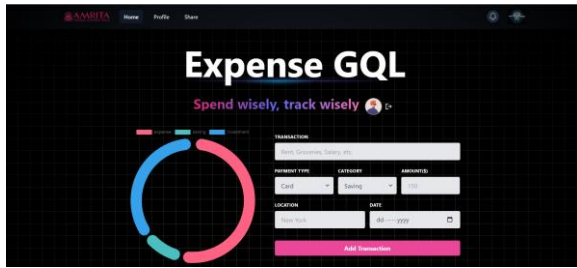 AMRITA
Home Profile Share
Expense GQL
Spend wisely, track wisely
expense saving investment
TRANSACTION
Rent, Groceries, Salary, etc.
PAYMENT TYPE CATEGORY AMOUNT($)
Card Saving 150
LOCATION DATE
New York dd----yyyy
Add Transaction